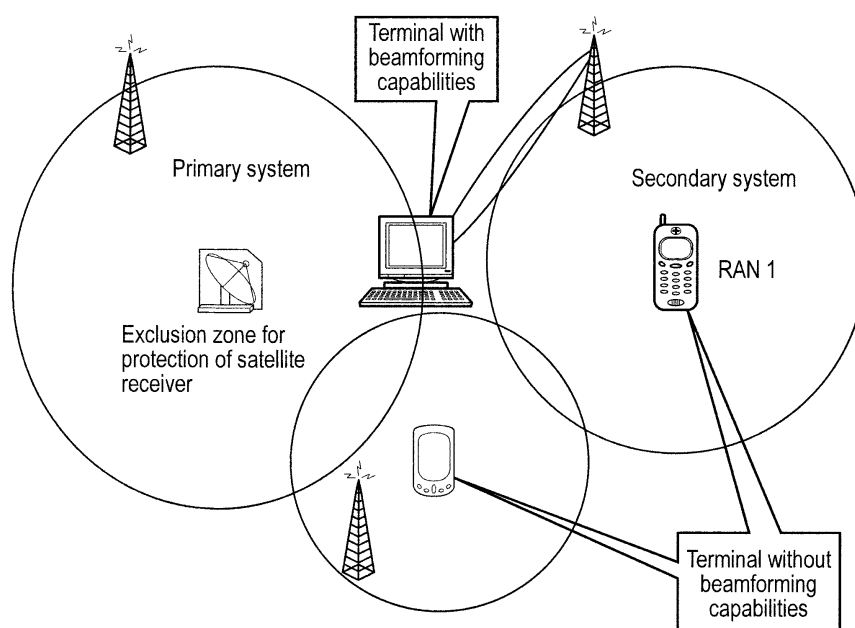 Terminal with
beamforming
capabilities
Primary system
Secondary system
RAN 1
Exclusion zone for
protection of satellite
receiver
Terminal without
beamforming
capabilities